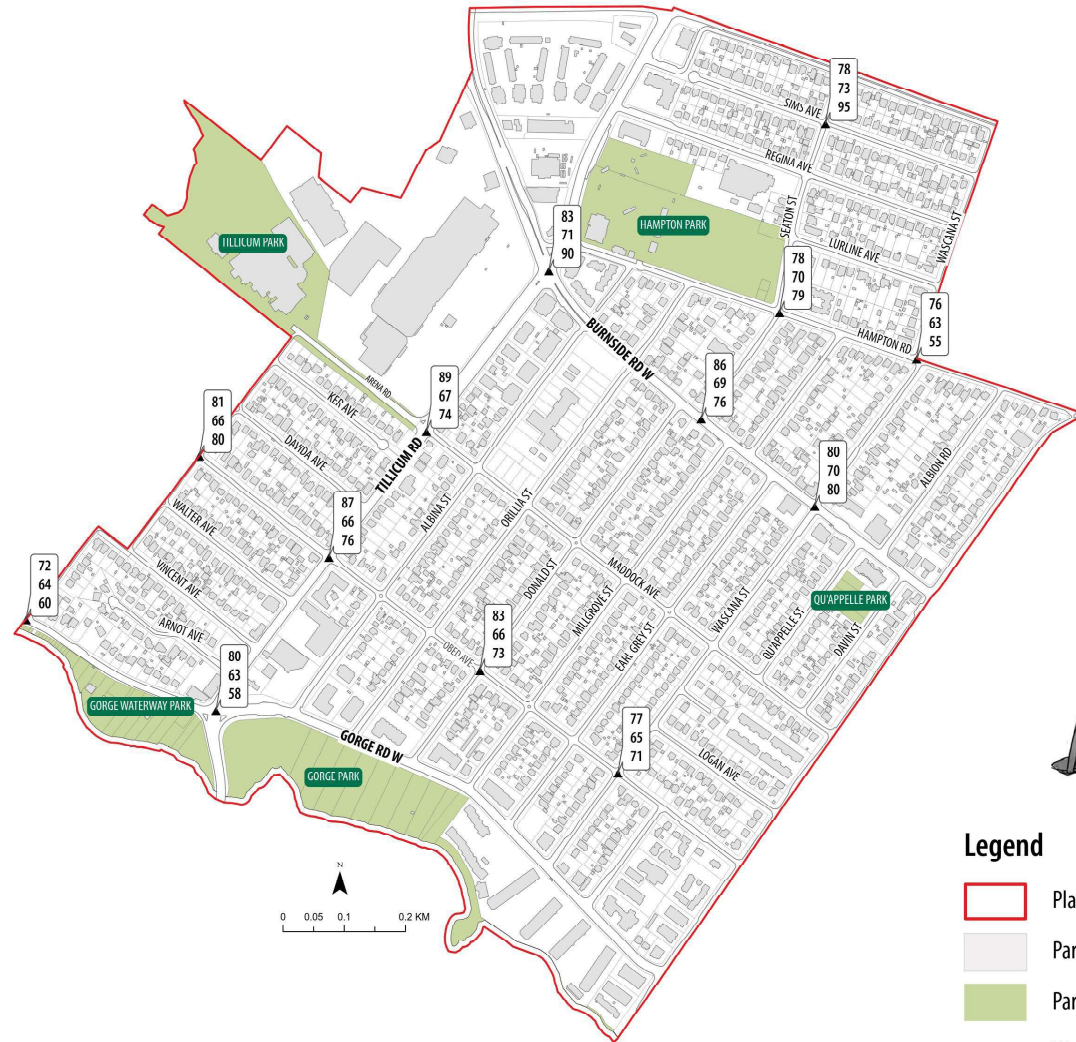 78
73
95
SIMS AVE
REGINA AVE
SEATON ST
WASCANA ST
HAMPTON PARK
LURLINE AVE
TILLICUM PARK
83
71
90
78
70
79
76
63
55
HAMPTON RD
BURNSIDE RD W
ARENA RD
KER AVE
89
67
74
86
69
76
81
66
80
DAVIDA AVE
TILLICUM RD
ALBION RD
80
70
80
ALBINA ST
ORILLIA ST
WALTER AVE
87
66
76
VINCENT AVE
72
64
60
DONALD ST
MADDOCK AVE
MILLGROVE ST
WASCANA ST
QU'APPELLE PARK
QU'APPELLE ST
DAVIN ST
ARNOT AVE
OBED AVE
83
66
73
EARL GREY ST
80
63
58
GORGE WATERWAY PARK
GORGE RD W
77
65
71
LOGAN AVE
GORGE PARK
N
0 0.05 0.1 0.2 KM
Legend
Pla
Par
Par